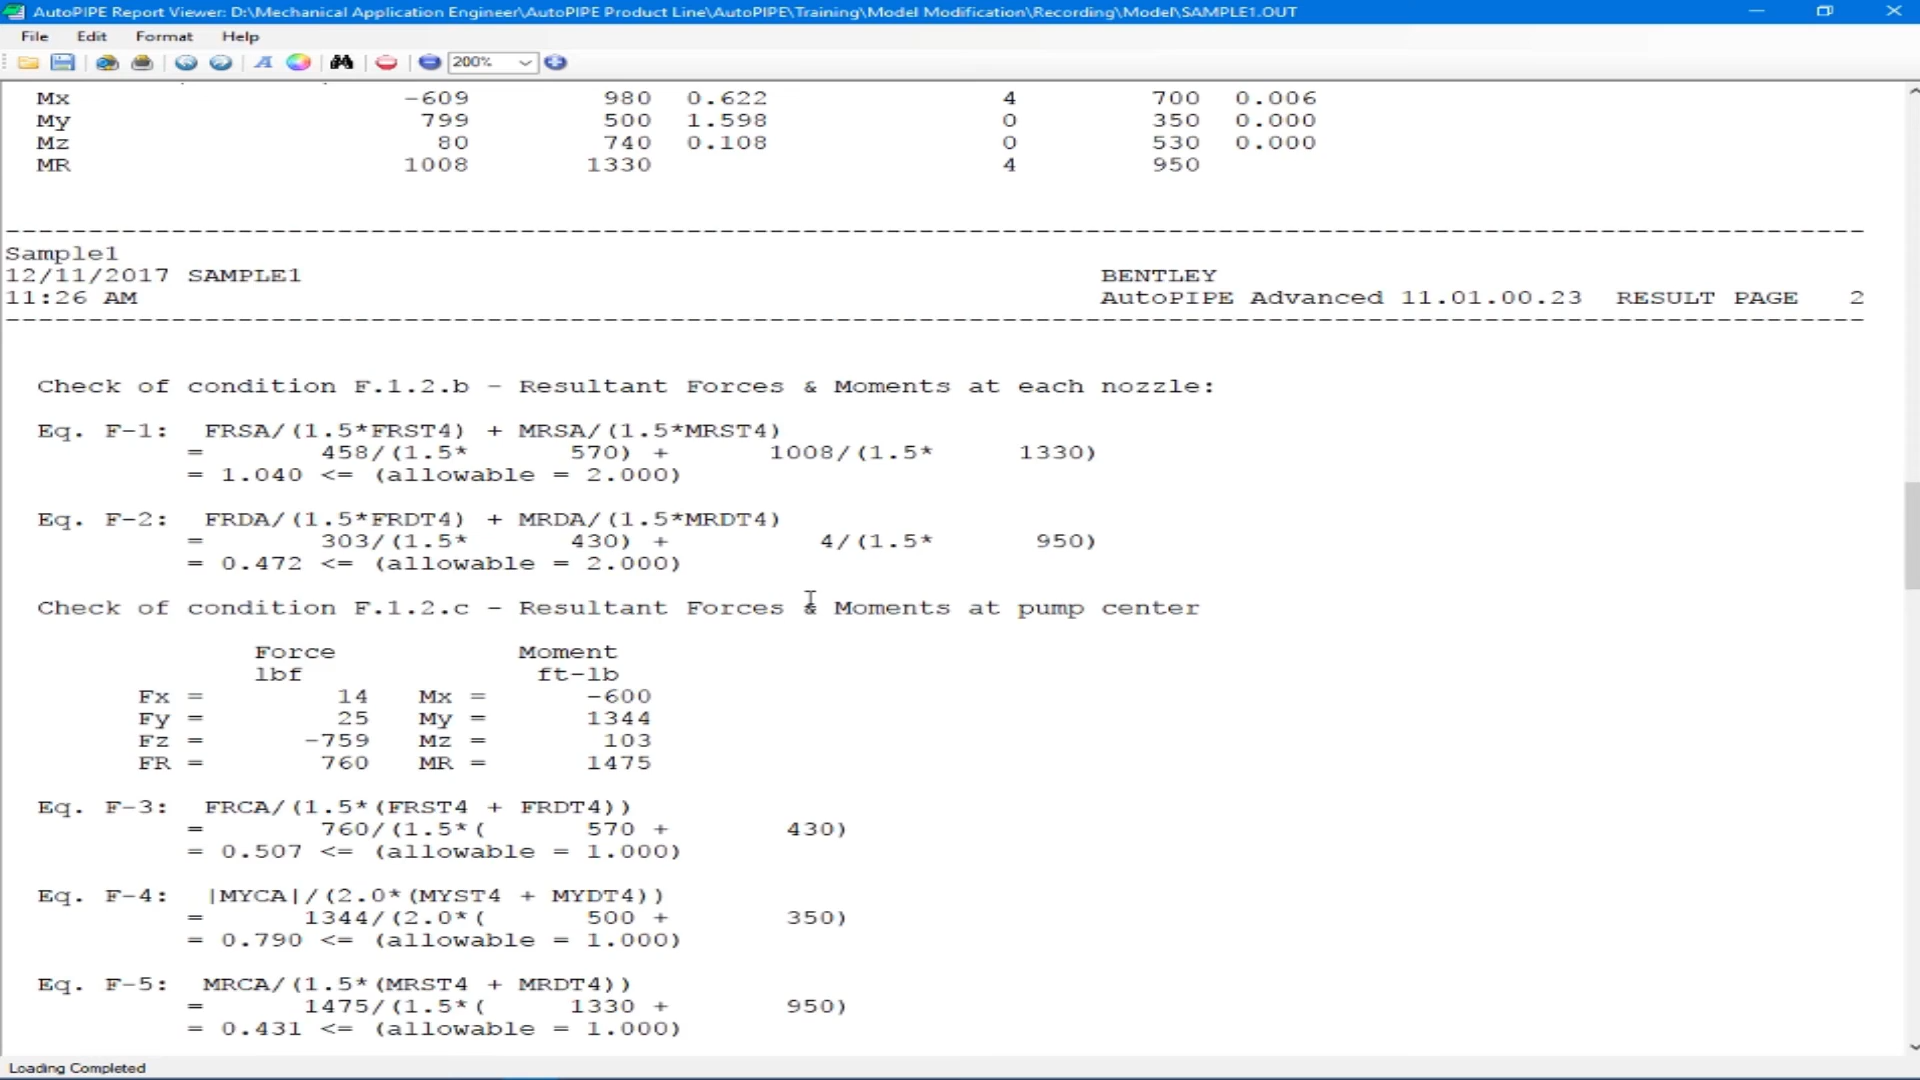 AutoPIPE Report Viewer: D:\Mechanical Application Engineer\AutoPIPE Product Line\AutoPIPE\Training\Model Modification\Recording\Model\SAMPLE1.OUT
File Edit Format Help
200%
Mx -609 980 0.622 4 700 0.006
My 799 500 1.598 0 350 0.000
Mz 80 740 0.108 0 530 0.000
MR 1008 1330 4 950
Sample1
12/11/2017 SAMPLE1 BENTLEY
11:26 AM AutoPIPE Advanced 11.01.00.23 RESULT PAGE 2
Check of condition F.1.2.b - Resultant Forces & Moments at each nozzle:
Eq. F-1: FRSA/(1.5*FRST4) + MRSA/(1.5*MRST4)
= 458/(1.5* 570) + 1008/(1.5* 1330)
= 1.040 <= (allowable = 2.000)
Eq. F-2: FRDA/(1.5*FRDT4) + MRDA/(1.5*MRDT4)
= 303/(1.5* 430) + 4/(1.5* 950)
= 0.472 <= (allowable = 2.000)
Check of condition F.1.2.c - Resultant Forces & Moments at pump center
Force Moment
lbf ft-lb
Fx = 14 Mx = -600
Fy = 25 My = 1344
Fz = -759 Mz = 103
FR = 760 MR = 1475
Eq. F-3: FRCA/(1.5*(FRST4 + FRDT4))
= 760/(1.5*( 570 + 430)
= 0.507 <= (allowable = 1.000)
Eq. F-4: |MYCA|/(2.0*(MYST4 + MYDT4))
= 1344/(2.0*( 500 + 350)
= 0.790 <= (allowable = 1.000)
Eq. F-5: MRCA/(1.5*(MRST4 + MRDT4))
= 1475/(1.5*( 1330 + 950)
= 0.431 <= (allowable = 1.000)
Loading Completed